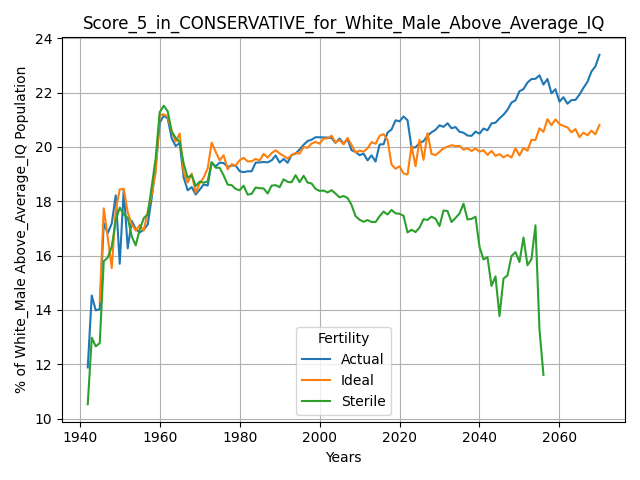 Score_5_in_CONSERVATIVE_for_White_Male_Above_Average_IQ
% of White_Male Above_Average_IQ Population
24
22
20
18
16
14
12
10
Fertility
Actual
Ideal
Sterile
1940 1960 1980 2000 2020 2040 2060
Years